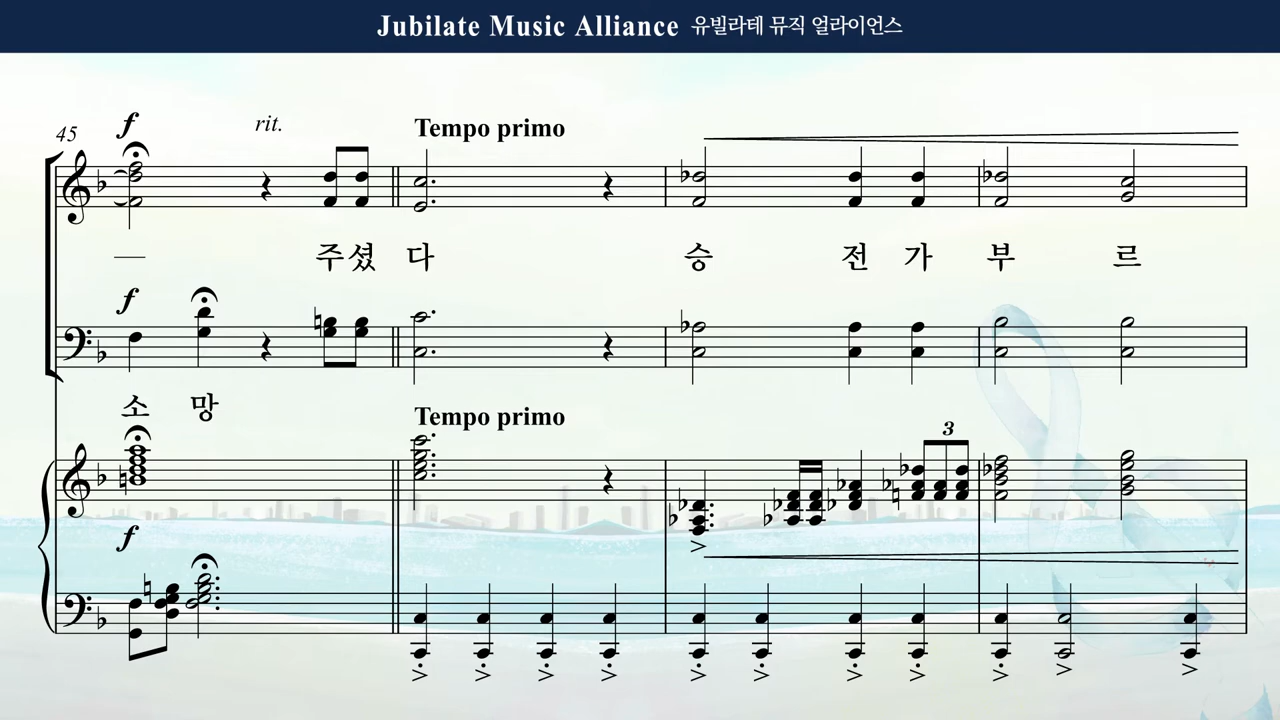 Jubilate Music Alliance 유빌라테 뮤직 얼라이언스
45 f rit. Tempo primo
주셨 다 승 전 가 부 르
f
소 망
Tempo primo
3
f